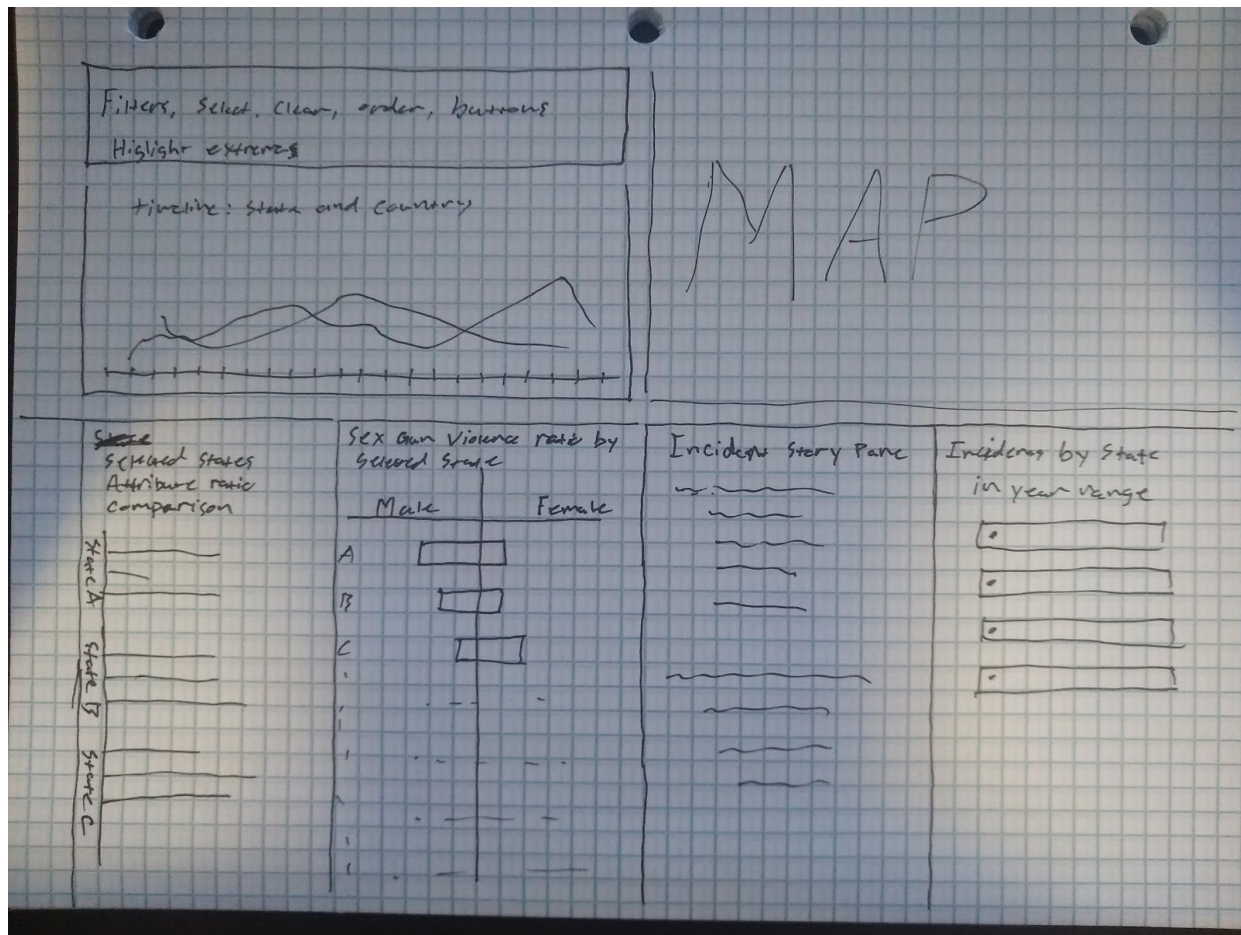 Filters, Select, Clear, order, buttons
Higlight extremes
timeline: State and country
MAP
Selected States
Attribute ratio
comparison
State A
State B
State C
Sex Gun Violence rate by
Selected State
Male Female
A
B
C
Incident Story Pane
Incidents by State
in year range